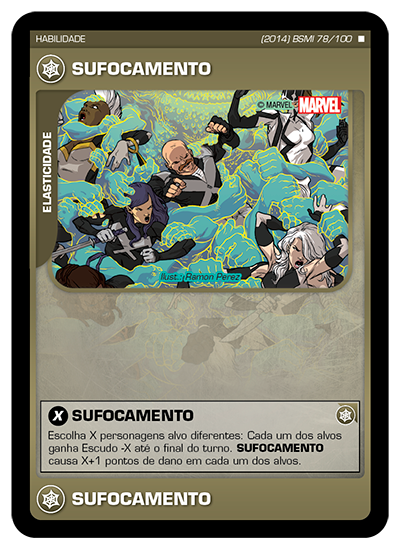 HABILIDADE
(2014) BSMI 78/100
SUFOCAMENTO
ELASTICIDADE
© MARVEL MARVEL
Ilust.: Ramon Perez
X SUFOCAMENTO
Escolha X personagens alvo diferentes: Cada um dos alvos
ganha Escudo -X até o final do turno. SUFOCAMENTO
causa X+1 pontos de dano em cada um dos alvos.
SUFOCAMENTO